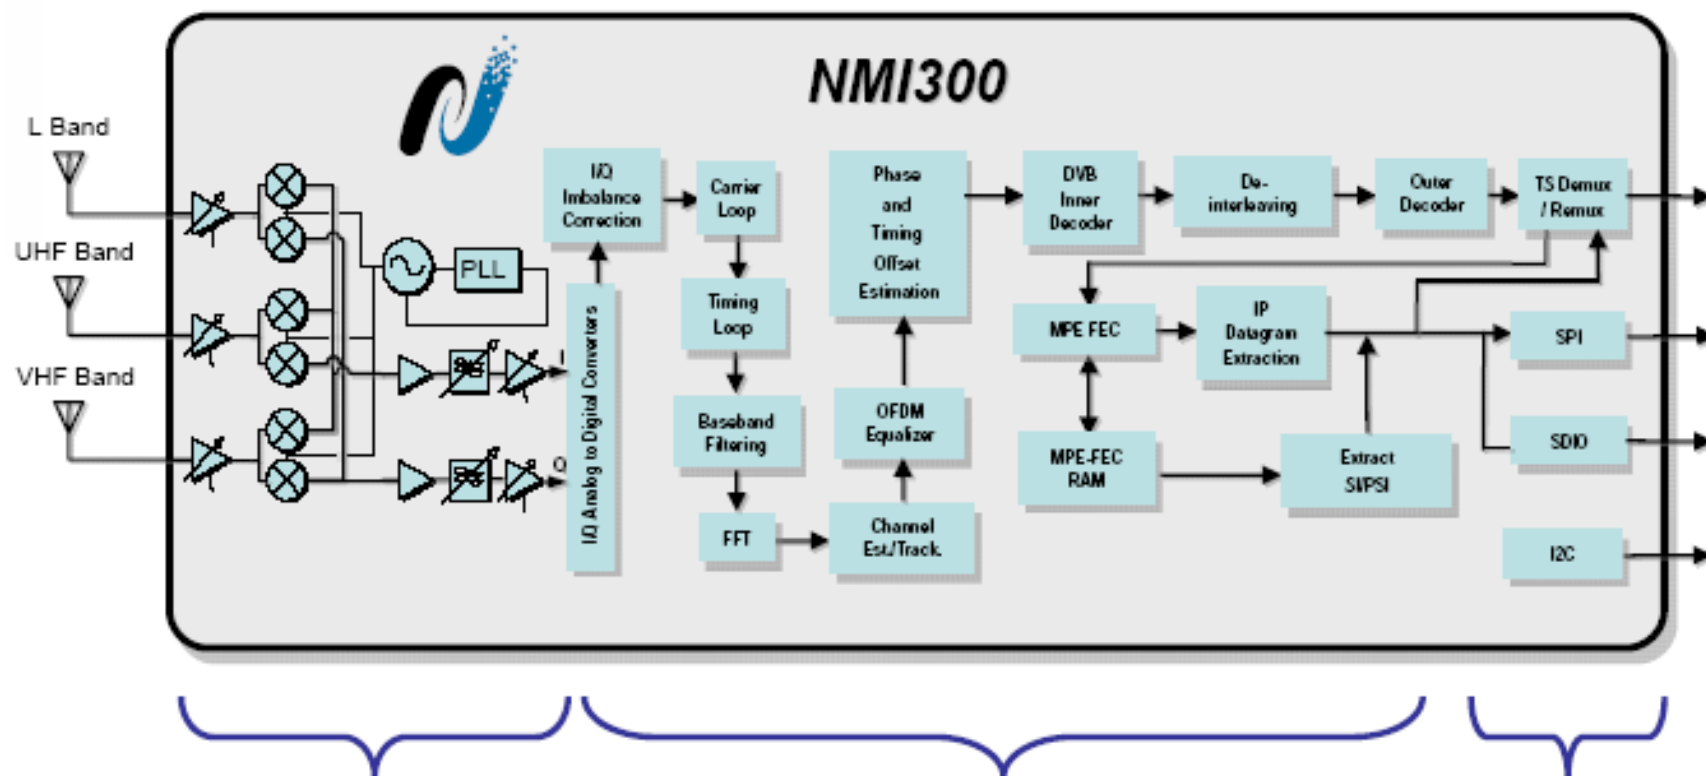 NMI300
L Band
UHF Band
VHF Band
PLL
I
Q
I/Q Analog to Digital Converters
I/Q
Imbalance
Correction
Carrier
Loop
Timing
Loop
Baseband
Filtering
FFT
Channel
Est./Track.
OFDM
Equalizer
Phase
and
Timing
Offset
Estimation
DVB
Inner
Decoder
De-
interleaving
Outer
Decoder
TS Demux
/ Remux
MPE FEC
IP
Datagram
Extraction
MPE-FEC
RAM
Extract
SI/PSI
SPI
SDIO
I2C